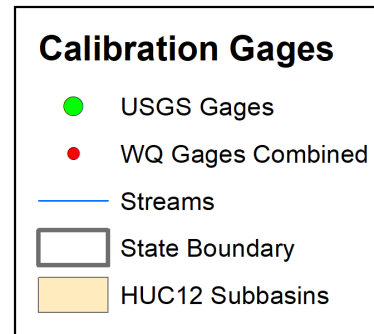 Calibration Gages
USGS Gages
WQ Gages Combined
Streams
State Boundary
HUC12 Subbasins